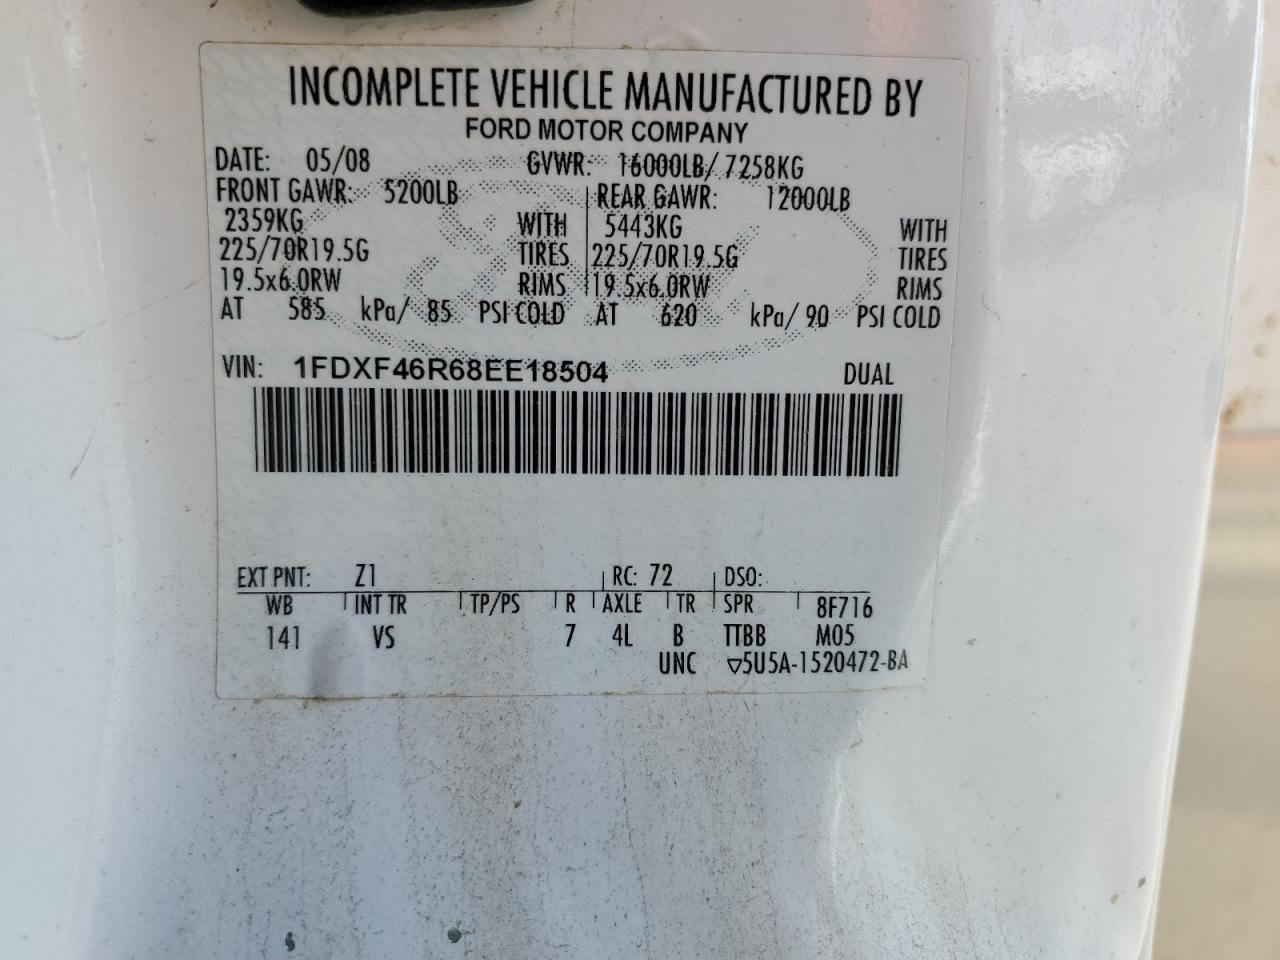 INCOMPLETE VEHICLE MANUFACTURED BY
FORD MOTOR COMPANY
DATE: 05/08 GVWR: 16000LB/ 7258KG
FRONT GAWR: 5200LB REAR GAWR: 12000LB
2359KG WITH 5443KG WITH
225/70R19.5G TIRES 225/70R19.5G TIRES
19.5x6.0RW RIMS 19.5x6.0RW RIMS
AT 585 kPa/ 85 PSI COLD AT 620 kPa/ 90 PSI COLD
VIN: 1FDXF46R68EE18504 DUAL
EXT PNT: Z1 RC: 72 DSO:
WB INT TR TP/PS R AXLE TR SPR 8F716
141 VS 7 4L B TTBB M05
UNC ▽5U5A-1520472-BA